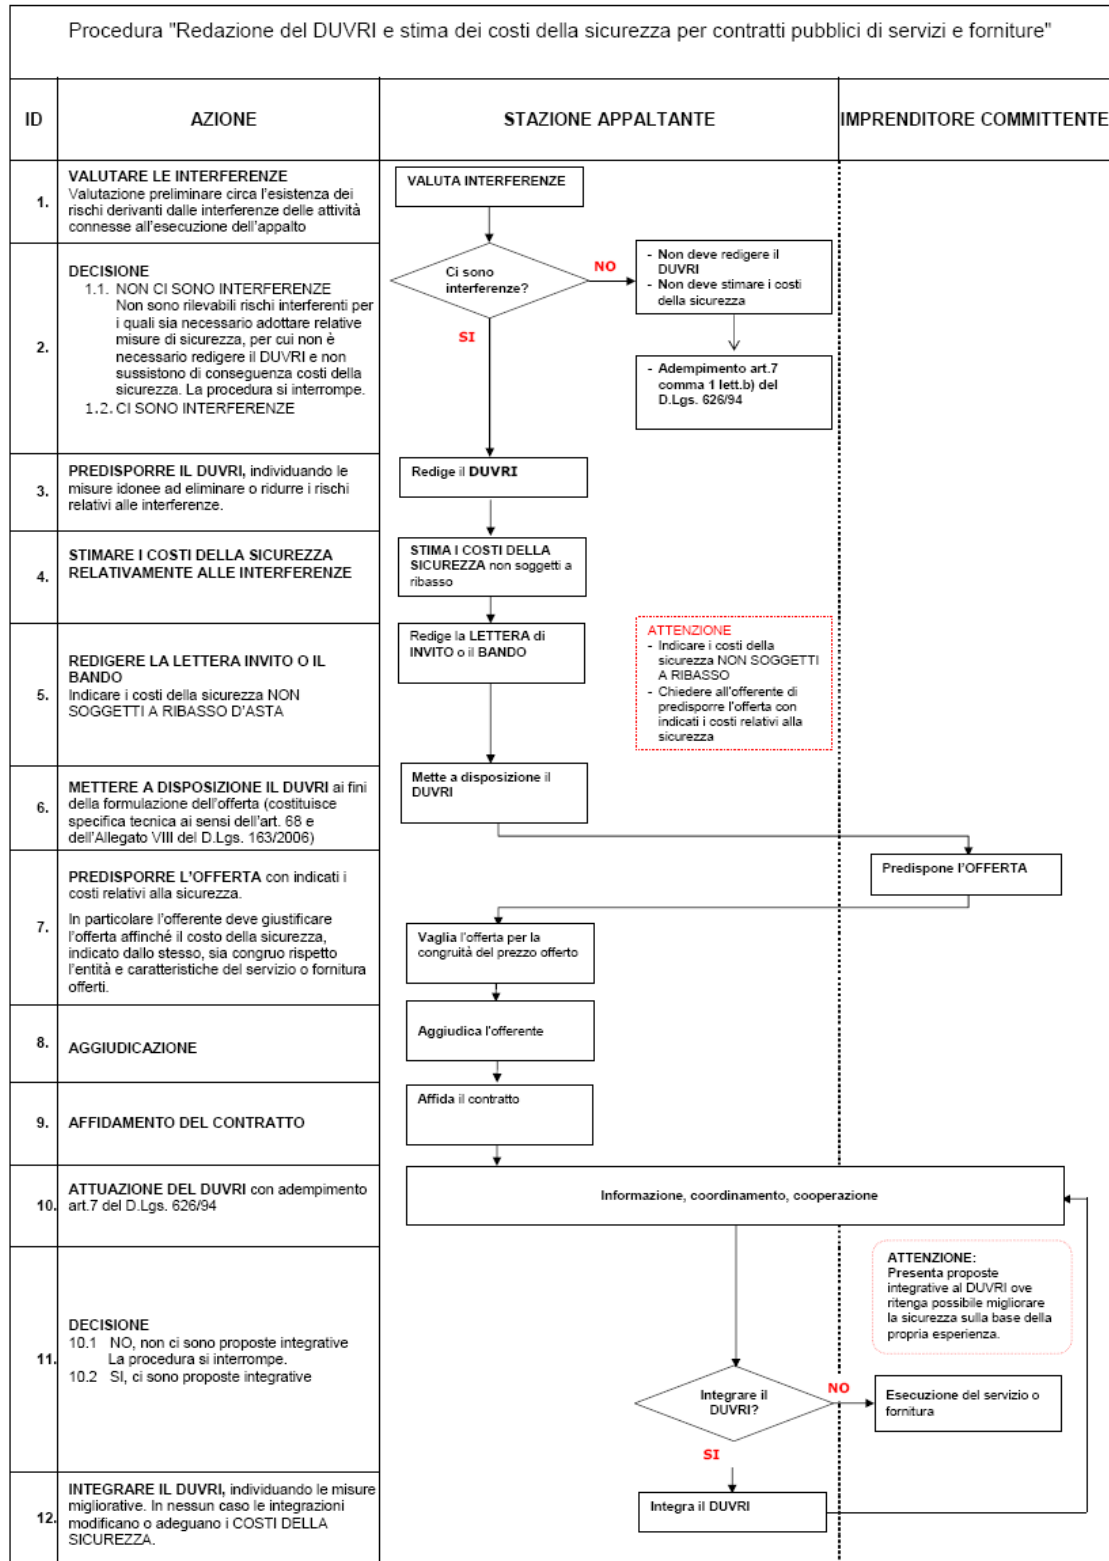 Procedura "Redazione del DUVRI e stima dei costi della sicurezza per contratti pubblici di servizi e forniture"
ID
AZIONE
STAZIONE APPALTANTE
IMPRENDITORE COMMITTENTE
1.
VALUTARE LE INTERFERENZE
Valutazione preliminare circa l'esistenza dei
rischi derivanti dalle interferenze delle attività
connesse all'esecuzione dell'appalto
VALUTA INTERFERENZE
2.
DECISIONE
1.1. NON CI SONO INTERFERENZE
Non sono rilevabili rischi interferenti per
i quali sia necessario adottare relative
misure di sicurezza, per cui non è
necessario redigere il DUVRI e non
sussistono di conseguenza costi della
sicurezza. La procedura si interrompe.
1.2. CI SONO INTERFERENZE
Ci sono
interferenze?
NO
SI
- Non deve redigere il
DUVRI
- Non deve stimare i costi
della sicurezza
- Adempimento art.7
comma 1 lett.b) del
D.Lgs. 626/94
3.
PREDISPORRE IL DUVRI, individuando le
misure idonee ad eliminare o ridurre i rischi
relativi alle interferenze.
Redige il DUVRI
4.
STIMARE I COSTI DELLA SICUREZZA
RELATIVAMENTE ALLE INTERFERENZE
STIMA I COSTI DELLA
SICUREZZA non soggetti a
ribasso
5.
REDIGERE LA LETTERA INVITO O IL
BANDO
Indicare i costi della sicurezza NON
SOGGETTI A RIBASSO D'ASTA
Redige la LETTERA di
INVITO o il BANDO
ATTENZIONE
- Indicare i costi della
sicurezza NON SOGGETTI
A RIBASSO
- Chiedere all'offerente di
predisporre l'offerta con
indicati i costi relativi alla
sicurezza
6.
METTERE A DISPOSIZIONE IL DUVRI ai fini
della formulazione dell'offerta (costituisce
specifica tecnica ai sensi dell'art. 68 e
dell'Allegato VIII del D.Lgs. 163/2006)
Mette a disposizione il
DUVRI
7.
PREDISPORRE L'OFFERTA con indicati i
costi relativi alla sicurezza.
In particolare l'offerente deve giustificare
l'offerta affinché il costo della sicurezza,
indicato dallo stesso, sia congruo rispetto
l'entità e caratteristiche del servizio o fornitura
offerti.
Predispone l'OFFERTA
Vaglia l'offerta per la
congruità del prezzo offerto
8.
AGGIUDICAZIONE
Aggiudica l'offerente
9.
AFFIDAMENTO DEL CONTRATTO
Affida il contratto
10.
ATTUAZIONE DEL DUVRI con adempimento
art.7 del D.Lgs. 626/94
Informazione, coordinamento, cooperazione
11.
DECISIONE
10.1 NO, non ci sono proposte integrative
La procedura si interrompe.
10.2 SI, ci sono proposte integrative
ATTENZIONE:
Presenta proposte
integrative al DUVRI ove
ritenga possibile migliorare
la sicurezza sulla base della
propria esperienza.
Integrare il
DUVRI?
NO
SI
Esecuzione del servizio o
fornitura
12.
INTEGRARE IL DUVRI, individuando le misure
migliorative. In nessun caso le integrazioni
modificano o adeguano i COSTI DELLA
SICUREZZA.
Integra il DUVRI